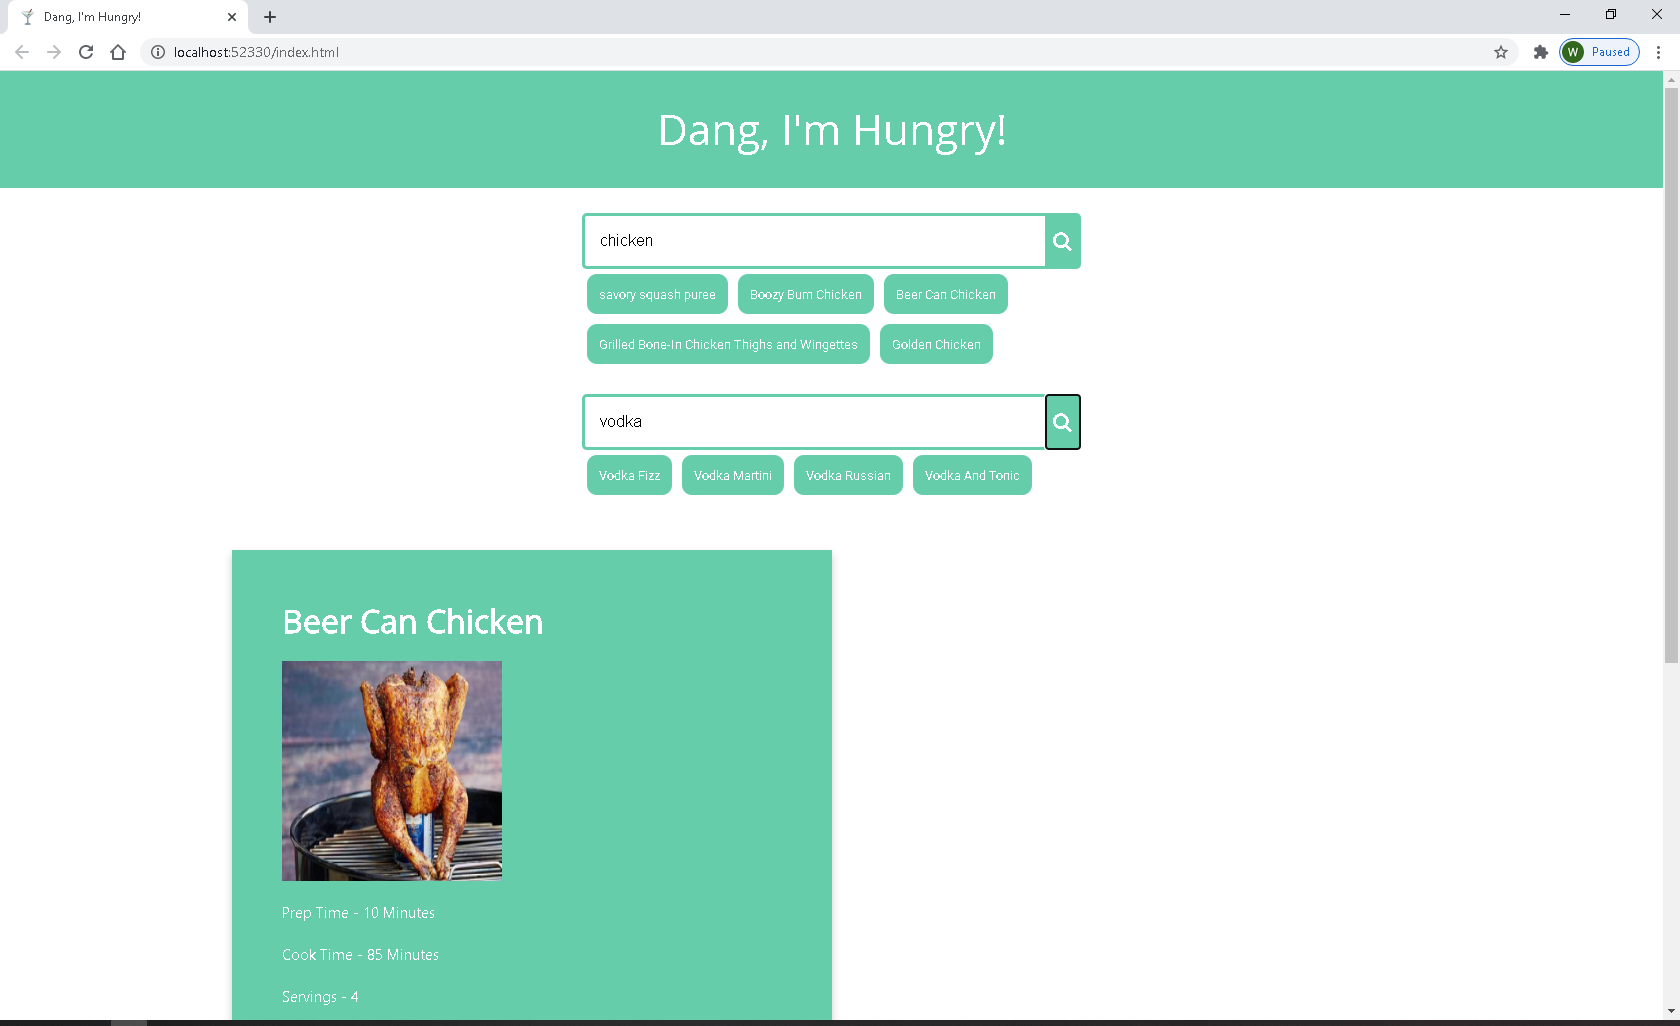 Dang, I'm Hungry!
localhost:52330/index.html
W Paused
Dang, I'm Hungry!
chicken
savory squash puree Boozy Bum Chicken Beer Can Chicken
Grilled Bone-In Chicken Thighs and Wingettes Golden Chicken
vodka
Vodka Fizz Vodka Martini Vodka Russian Vodka And Tonic
Beer Can Chicken
Prep Time - 10 Minutes
Cook Time - 85 Minutes
Servings - 4